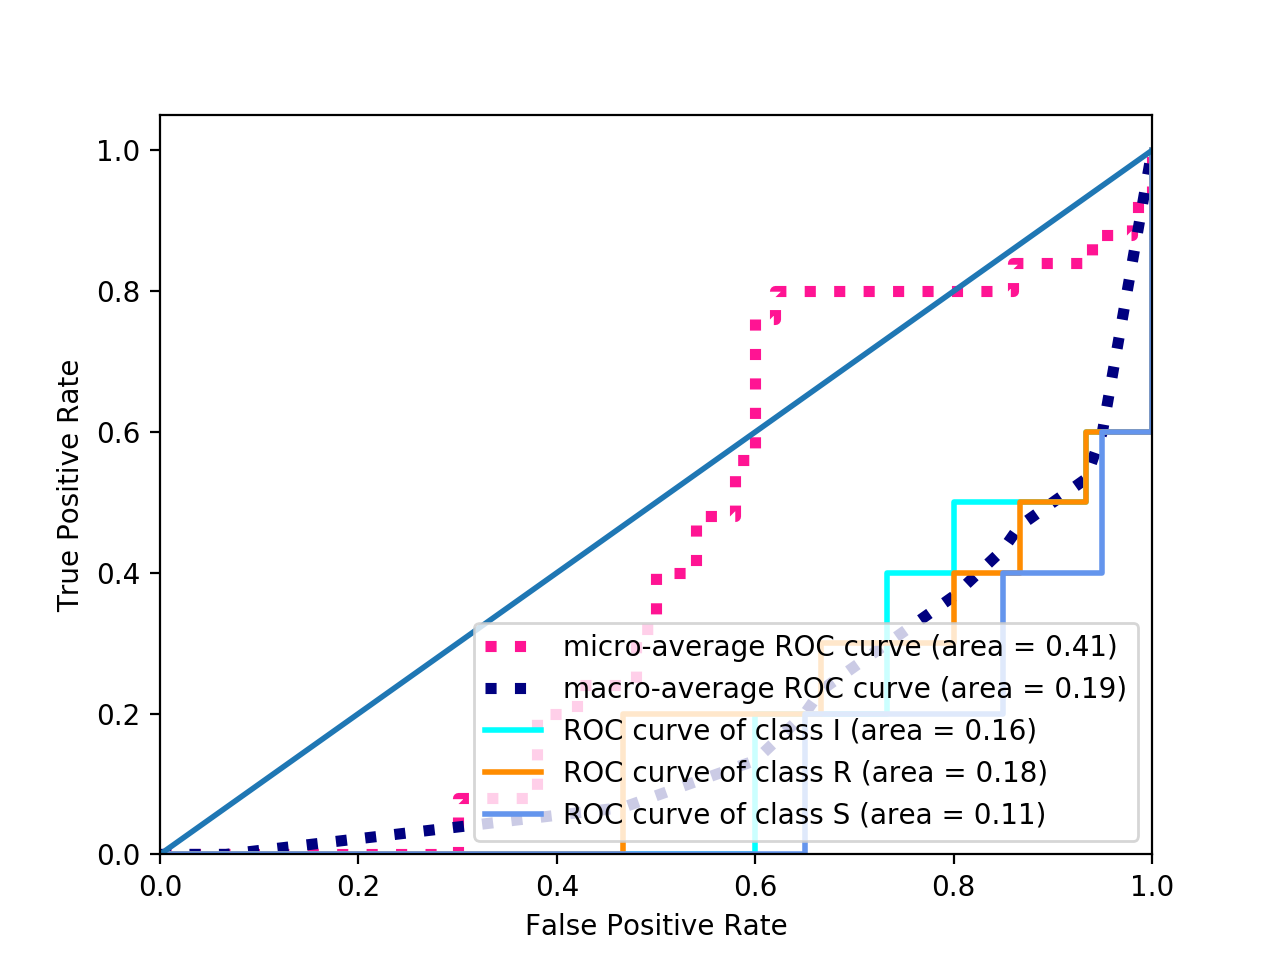 1.0
0.8
0.6
0.4
0.2
0.0
True Positive Rate
micro-average ROC curve (area = 0.41)
macro-average ROC curve (area = 0.19)
ROC curve of class I (area = 0.16)
ROC curve of class R (area = 0.18)
ROC curve of class S (area = 0.11)
0.0 0.2 0.4 0.6 0.8 1.0
False Positive Rate